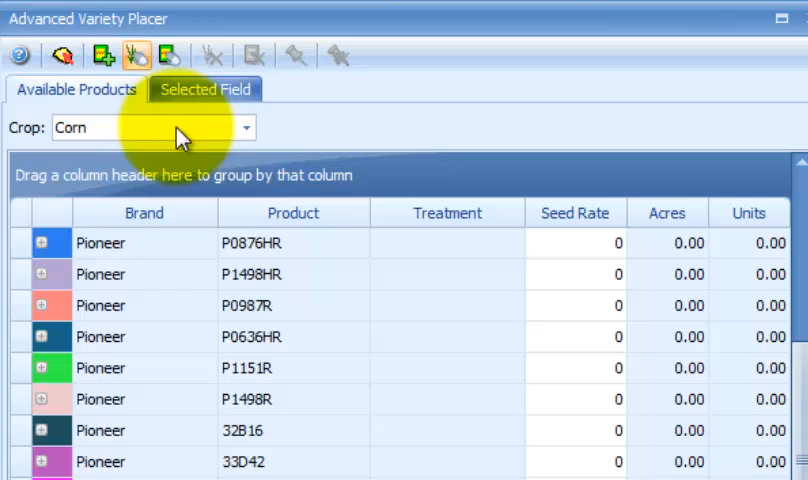 Advanced Variety Placer
Available Products Selected Field
Crop: Corn
Drag a column header here to group by that column
Brand Product Treatment Seed Rate Acres Units
Pioneer P0876HR 0 0.00 0.00
Pioneer P1498HR 0 0.00 0.00
Pioneer P0987R 0 0.00 0.00
Pioneer P0636HR 0 0.00 0.00
Pioneer P1151R 0 0.00 0.00
Pioneer P1498R 0 0.00 0.00
Pioneer 32B16 0 0.00 0.00
Pioneer 33D42 0 0.00 0.00